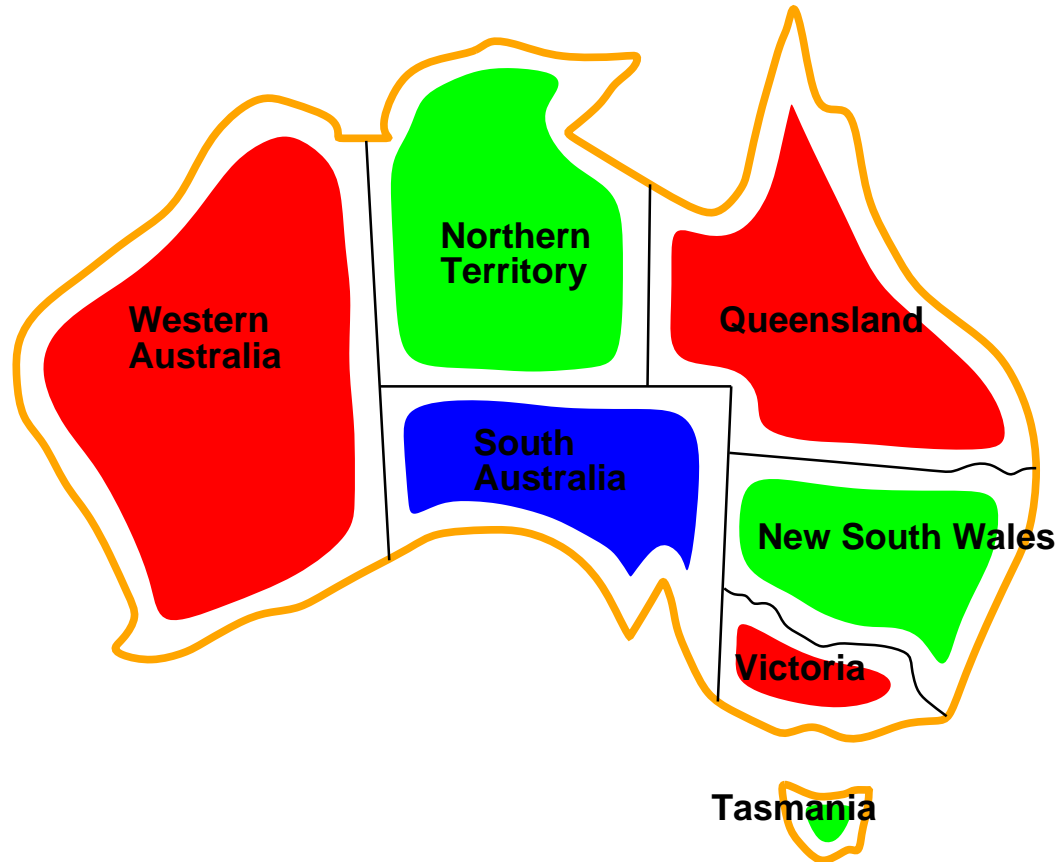 Northern
Territory
Western
Australia
Queensland
South
Australia
New South Wales
Victoria
Tasmania